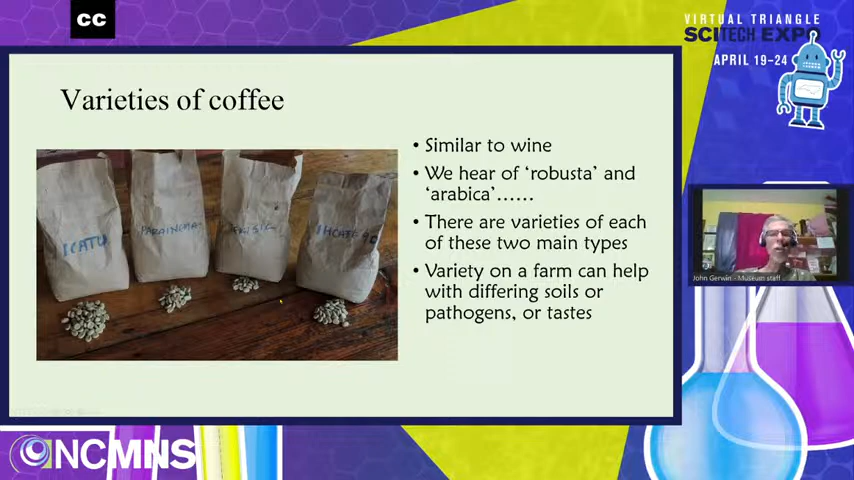 CC
VIRTUAL TRIANGLE
SCITECH EXPO
APRIL 19-24
Varieties of coffee
• Similar to wine
• We hear of ‘robusta’ and
‘arabica’......
• There are varieties of each
of these two main types
• Variety on a farm can help
with differing soils or
pathogens, or tastes
ICATU
PARAINEMA
IHCAFE 90
John Gerwin - Museum staff
NCMNS